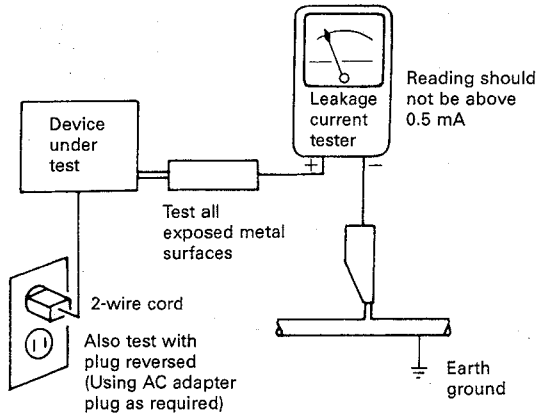 Device
under
test
Leakage
current
tester
+
−
Reading should
not be above
0.5 mA
Test all
exposed metal
surfaces
2-wire cord
Also test with
plug reversed
(Using AC adapter
plug as required)
Earth
ground